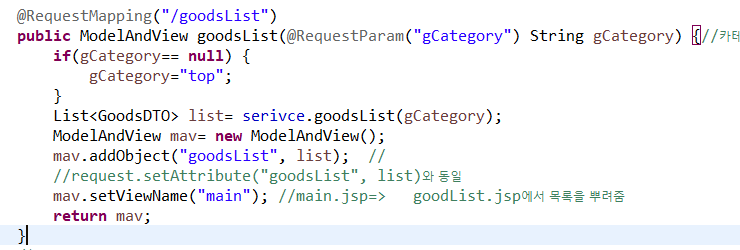 @RequestMapping("/goodsList")
public ModelAndView goodsList(@RequestParam("gCategory") String gCategory) {//카테
if(gCategory== null) {
gCategory="top";
}
List<GoodsDTO> list= serivce.goodsList(gCategory);
ModelAndView mav= new ModelAndView();
mav.addObject("goodsList", list);  //
//request.setAttribute("goodsList", list)와 동일
mav.setViewName("main"); //main.jsp=>   goodList.jsp에서 목록을 뿌려줌
return mav;
}